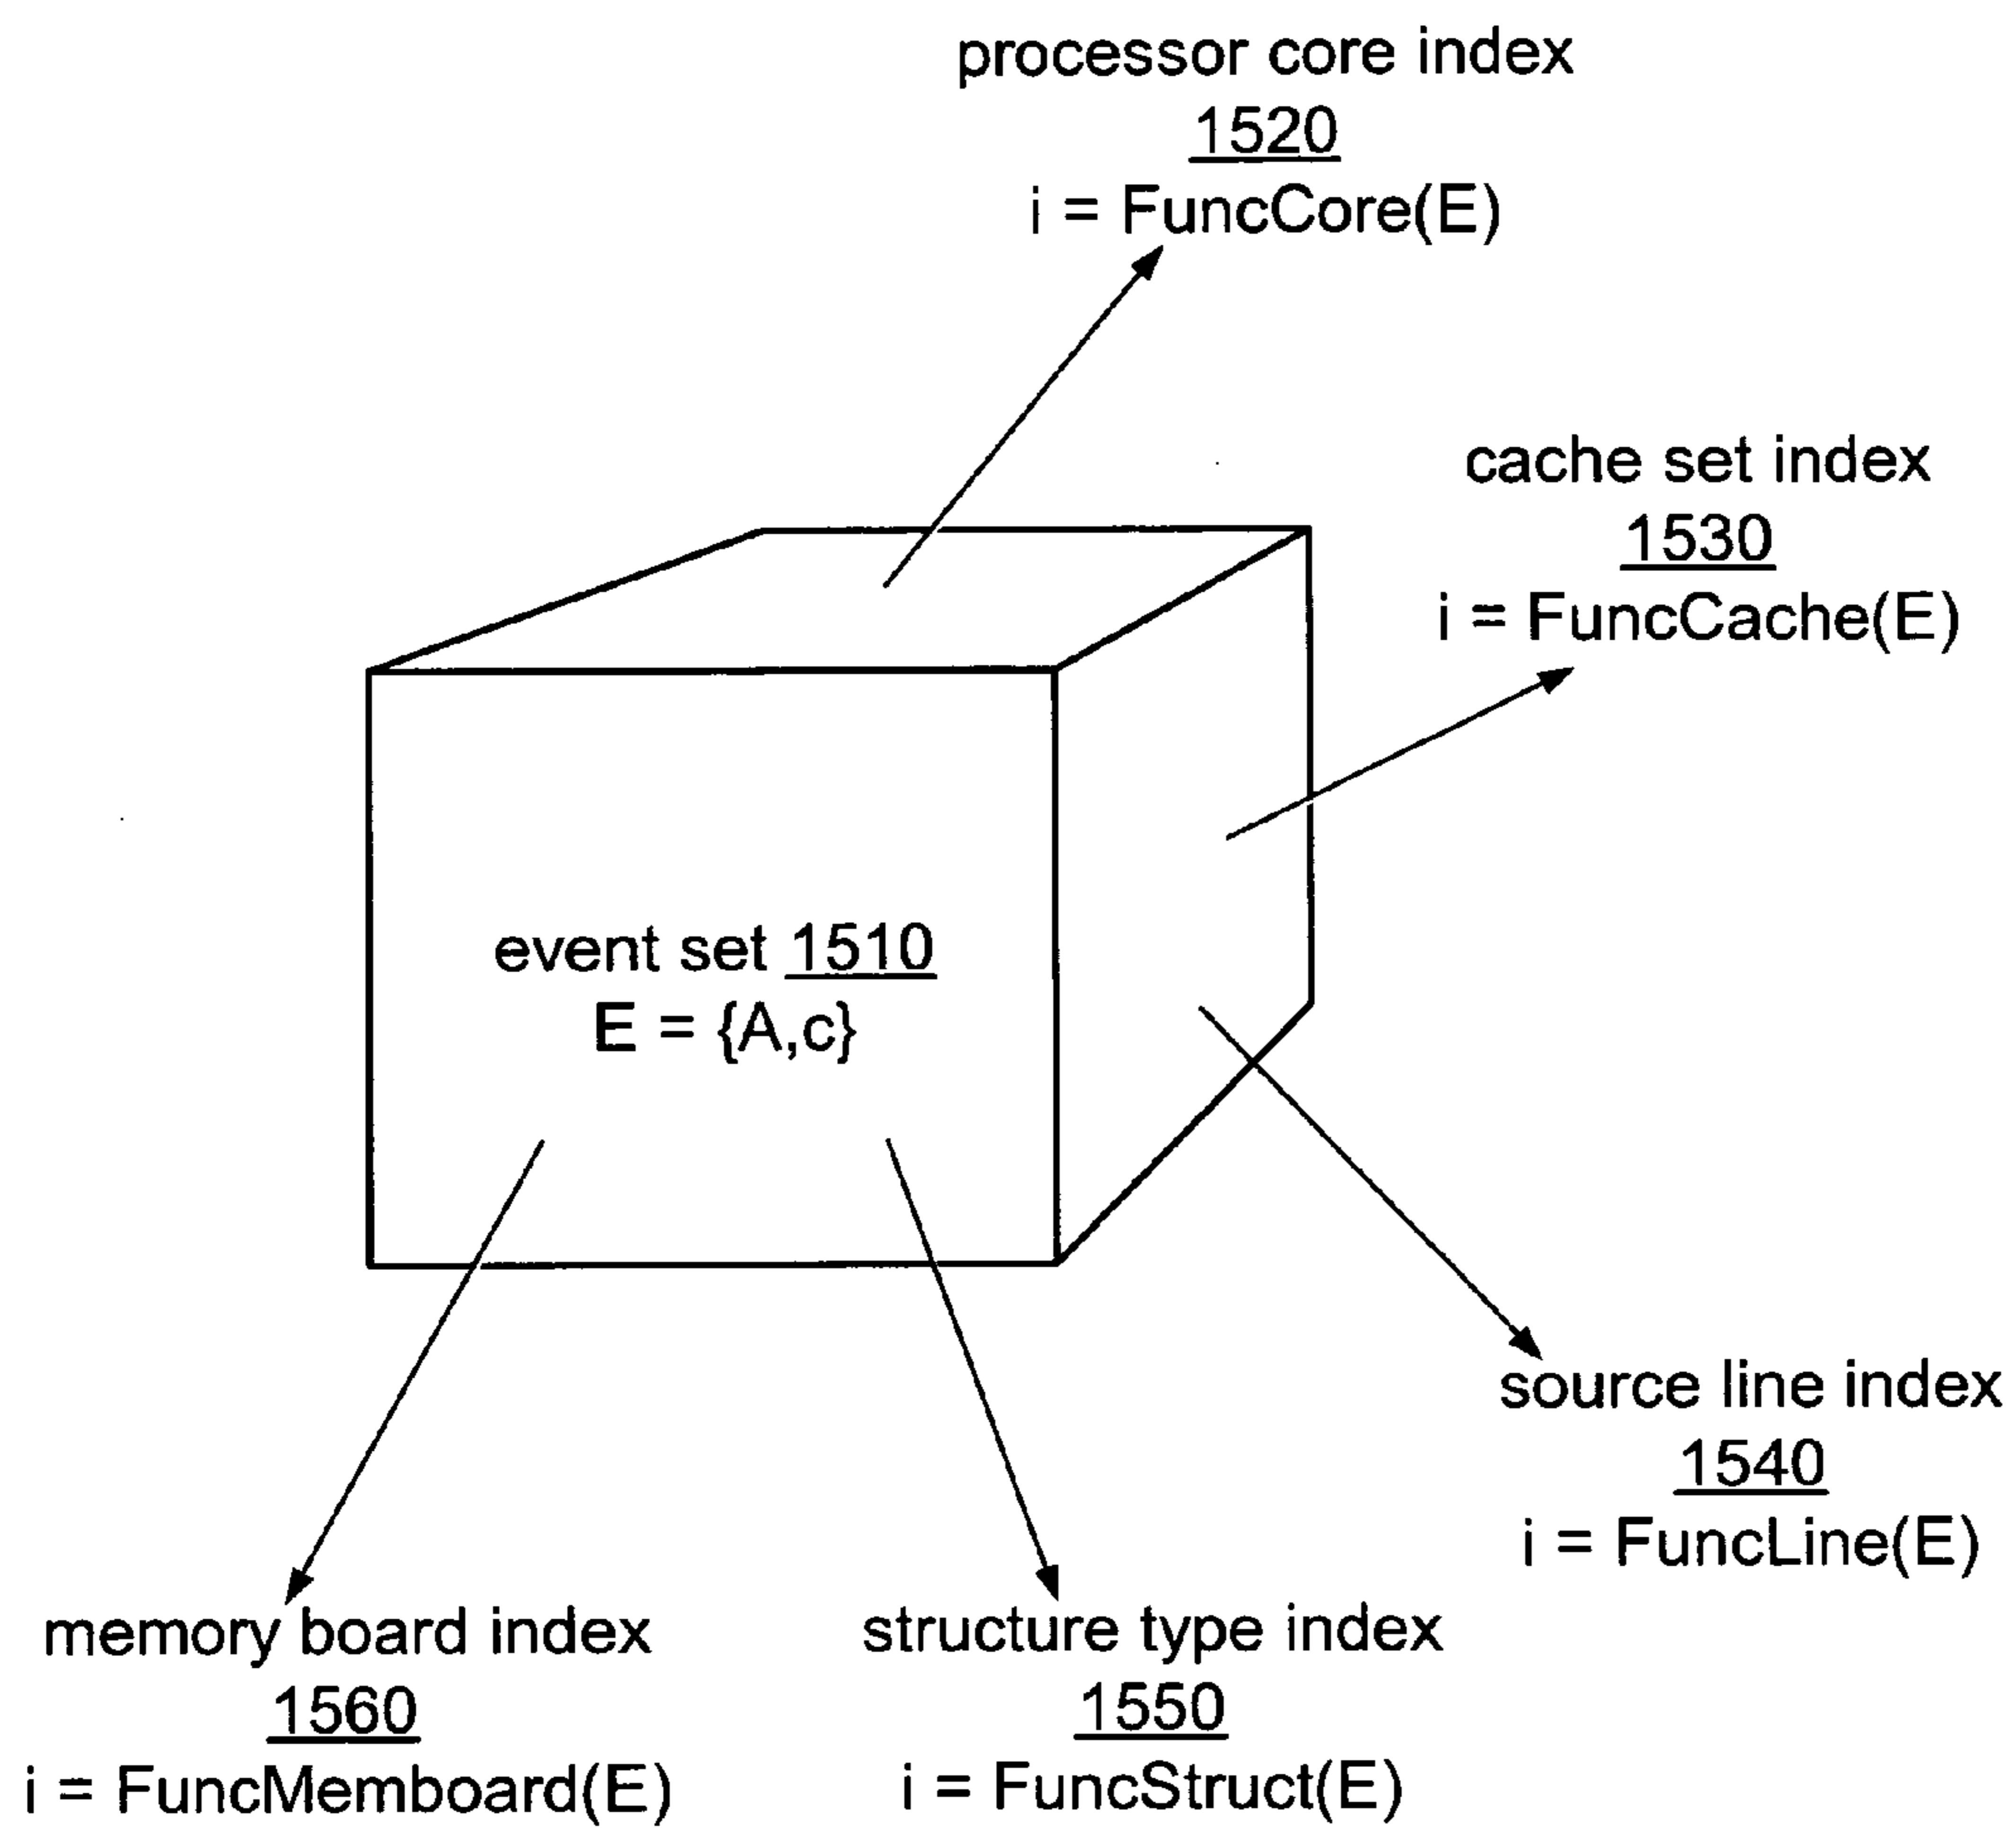 processor core index
1520
i = FuncCore(E)
cache set index
1530
i = FuncCache(E)
event set 1510
E = {A,c}
source line index
1540
i = FuncLine(E)
memory board index
1560
i = FuncMemboard(E)
structure type index
1550
i = FuncStruct(E)